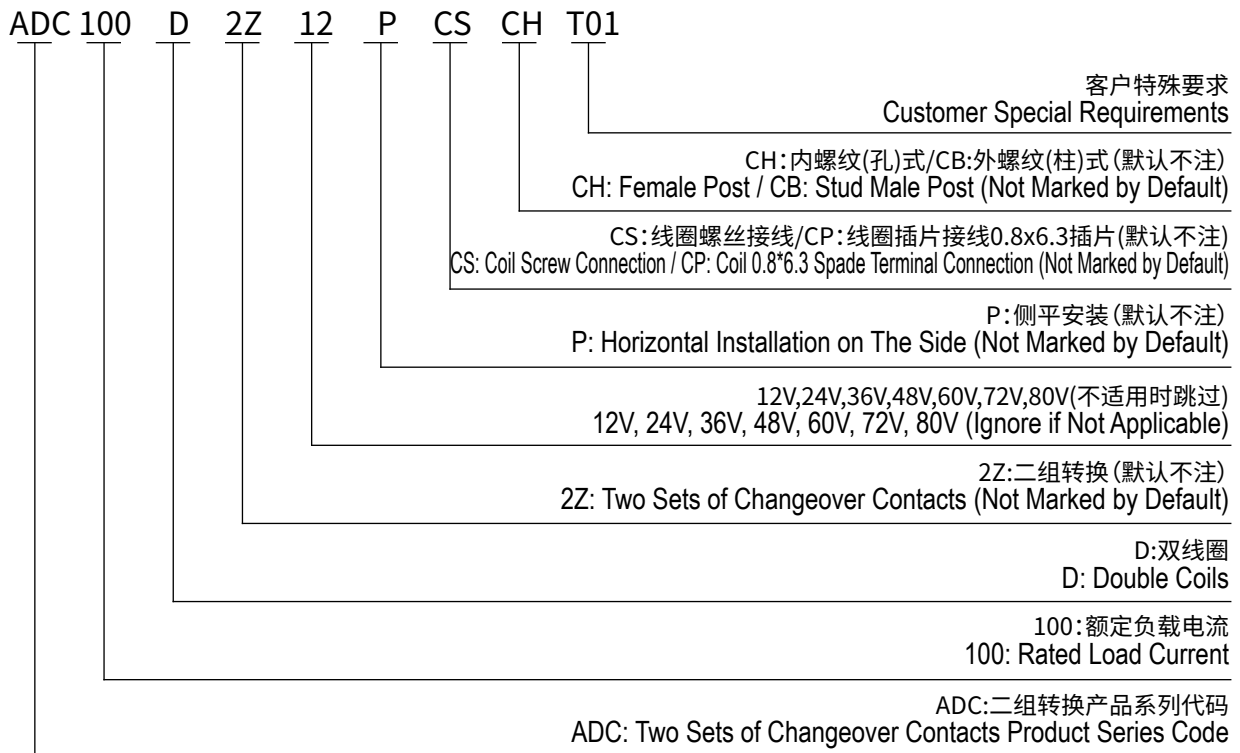 ADC 100 D 2Z 12 P CS CH T01
客户特殊要求
Customer Special Requirements
CH：内螺纹(孔)式/CB:外螺纹(柱)式（默认不注）
CH: Female Post / CB: Stud Male Post (Not Marked by Default)
CS：线圈螺丝接线/CP：线圈插片接线0.8x6.3插片(默认不注)
CS: Coil Screw Connection / CP: Coil 0.8*6.3 Spade Terminal Connection (Not Marked by Default)
P：侧平安装（默认不注）
P: Horizontal Installation on The Side (Not Marked by Default)
12V,24V,36V,48V,60V,72V,80V(不适用时跳过)
12V, 24V, 36V, 48V, 60V, 72V, 80V (Ignore if Not Applicable)
2Z:二组转换（默认不注）
2Z: Two Sets of Changeover Contacts (Not Marked by Default)
D:双线圈
D: Double Coils
100：额定负载电流
100: Rated Load Current
ADC:二组转换产品系列代码
ADC: Two Sets of Changeover Contacts Product Series Code